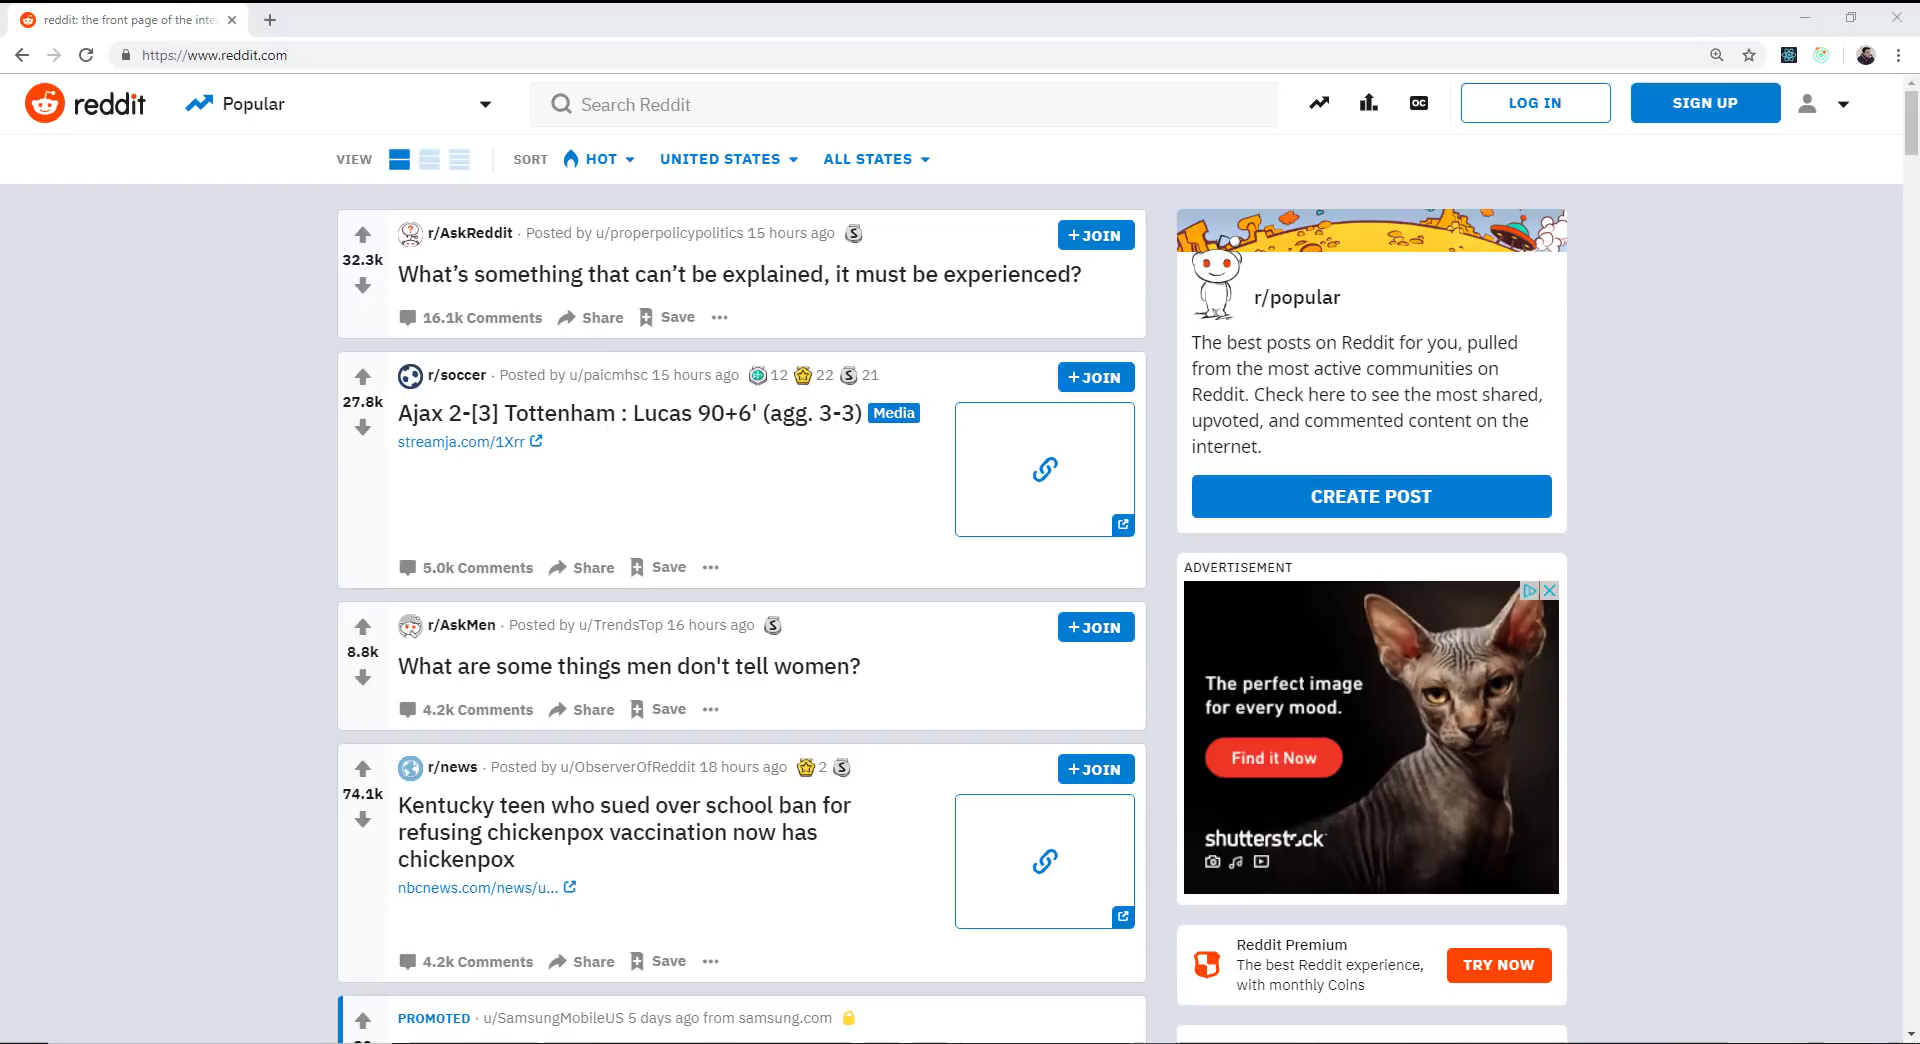 reddit: the front page of the inte
https://www.reddit.com
reddit
Popular
Search Reddit
OC
LOG IN
SIGN UP
VIEW
SORT
HOT
UNITED STATES
ALL STATES
32.3k
r/AskReddit · Posted by u/properpolicypolitics 15 hours ago
+ JOIN
What's something that can't be explained, it must be experienced?
16.1k Comments
Share
Save
27.8k
r/soccer · Posted by u/paicmhsc 15 hours ago 12 22 S 21
+ JOIN
Ajax 2-[3] Tottenham : Lucas 90+6' (agg. 3-3) Media
streamja.com/1Xrr
5.0k Comments
Share
Save
8.8k
r/AskMen · Posted by u/TrendsTop 16 hours ago
+ JOIN
What are some things men don't tell women?
4.2k Comments
Share
Save
74.1k
r/news · Posted by u/ObserverOfReddit 18 hours ago 2 S
+ JOIN
Kentucky teen who sued over school ban for
refusing chickenpox vaccination now has
chickenpox
nbcnews.com/news/u...
4.2k Comments
Share
Save
PROMOTED · u/SamsungMobileUS 5 days ago from samsung.com
r/popular
The best posts on Reddit for you, pulled
from the most active communities on
Reddit. Check here to see the most shared,
upvoted, and commented content on the
internet.
CREATE POST
ADVERTISEMENT
The perfect image
for every mood.
Find it Now
shutterstock
Reddit Premium
The best Reddit experience,
with monthly Coins
TRY NOW